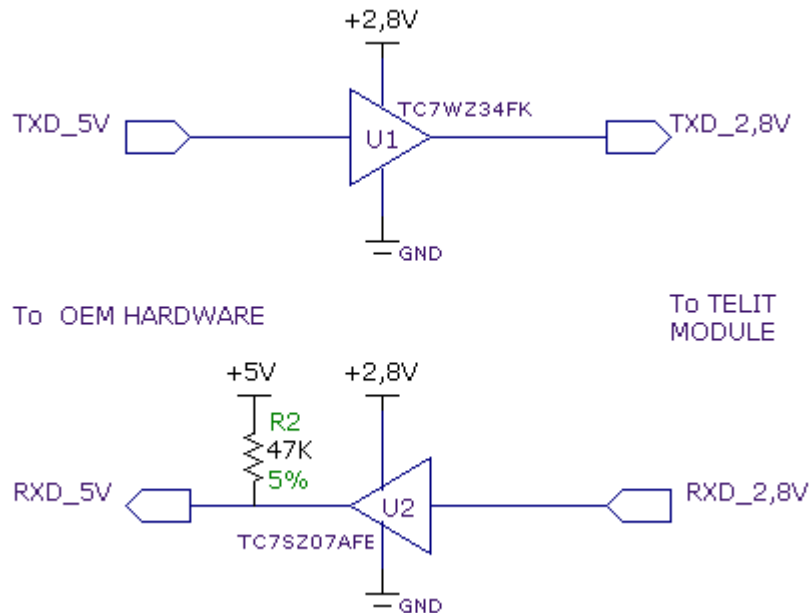 +2,8V
TXD_5V
TC7WZ34FK
TXD_2,8V
U1
GND
To OEM HARDWARE
To TELIT
MODULE
+5V
+2,8V
R2
47K
5%
RXD_5V
U2
RXD_2,8V
TC7SZ07AFE
GND